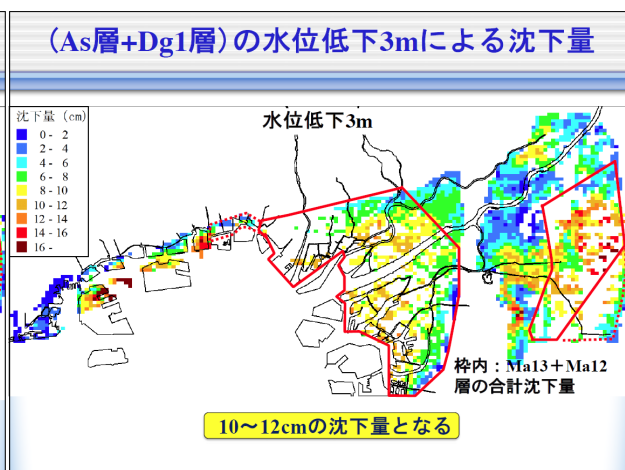 (As層+Dg1層)の水位低下3mによる沈下量
沈下量 (cm)
0- 2
2- 4
4- 6
6- 8
8-10
10-12
12-14
14-16
16-
水位低下3m
枠内：Ma13＋Ma12
層の合計沈下量
10～12cmの沈下量となる